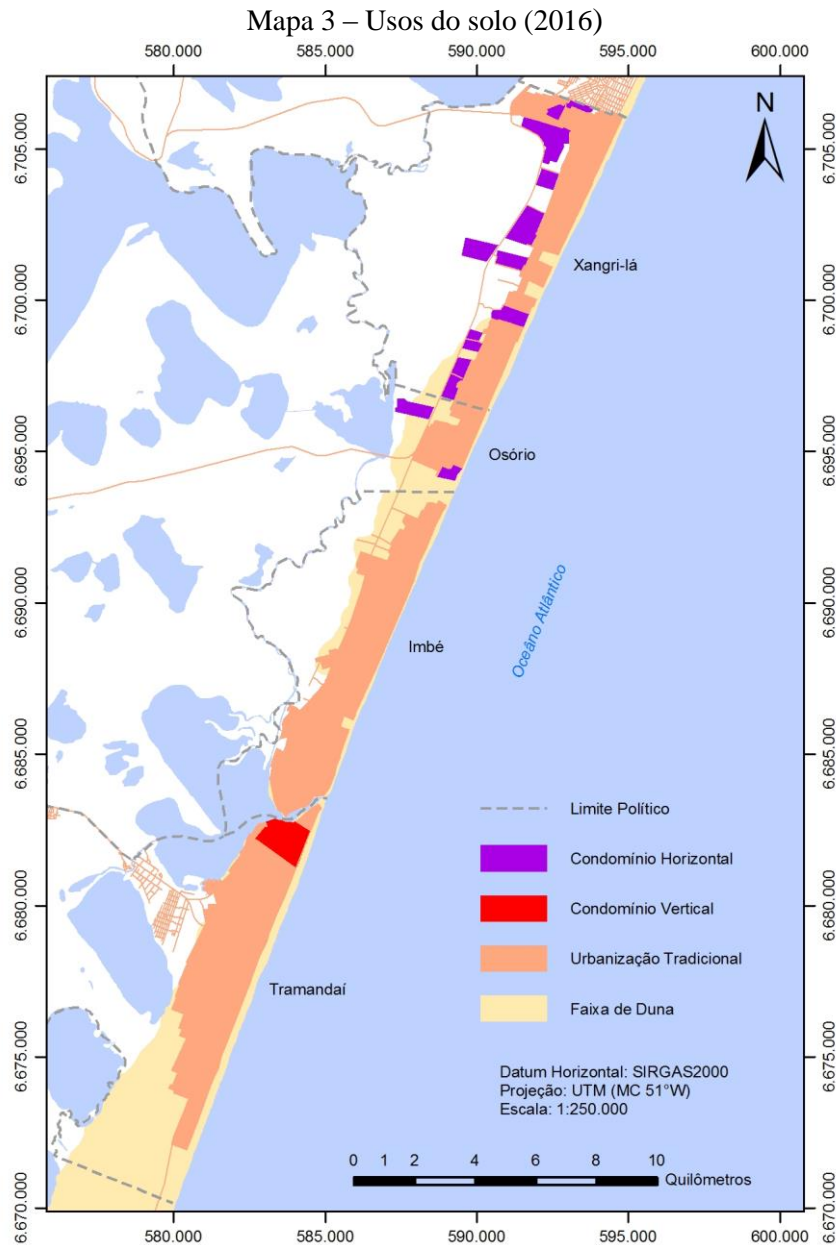 Mapa 3 – Usos do solo (2016)
580.000 585.000 590.000 595.000 600.000
6.705.000 6.705.000
N
Xangri-lá
6.700.000 6.700.000
6.695.000 6.695.000
Osório
Oceâno Atlântico
6.690.000 6.690.000
Imbé
6.685.000 6.685.000
Limite Político
Condomínio Horizontal
Condomínio Vertical
6.680.000 6.680.000
Urbanização Tradicional
Tramandaí
Faixa de Duna
6.675.000 6.675.000
Datum Horizontal: SIRGAS2000
Projeção: UTM (MC 51°W)
Escala: 1:250.000
0 1 2 4 6 8 10
Quilômetros
6.670.000 6.670.000
580.000 585.000 590.000 595.000 600.000